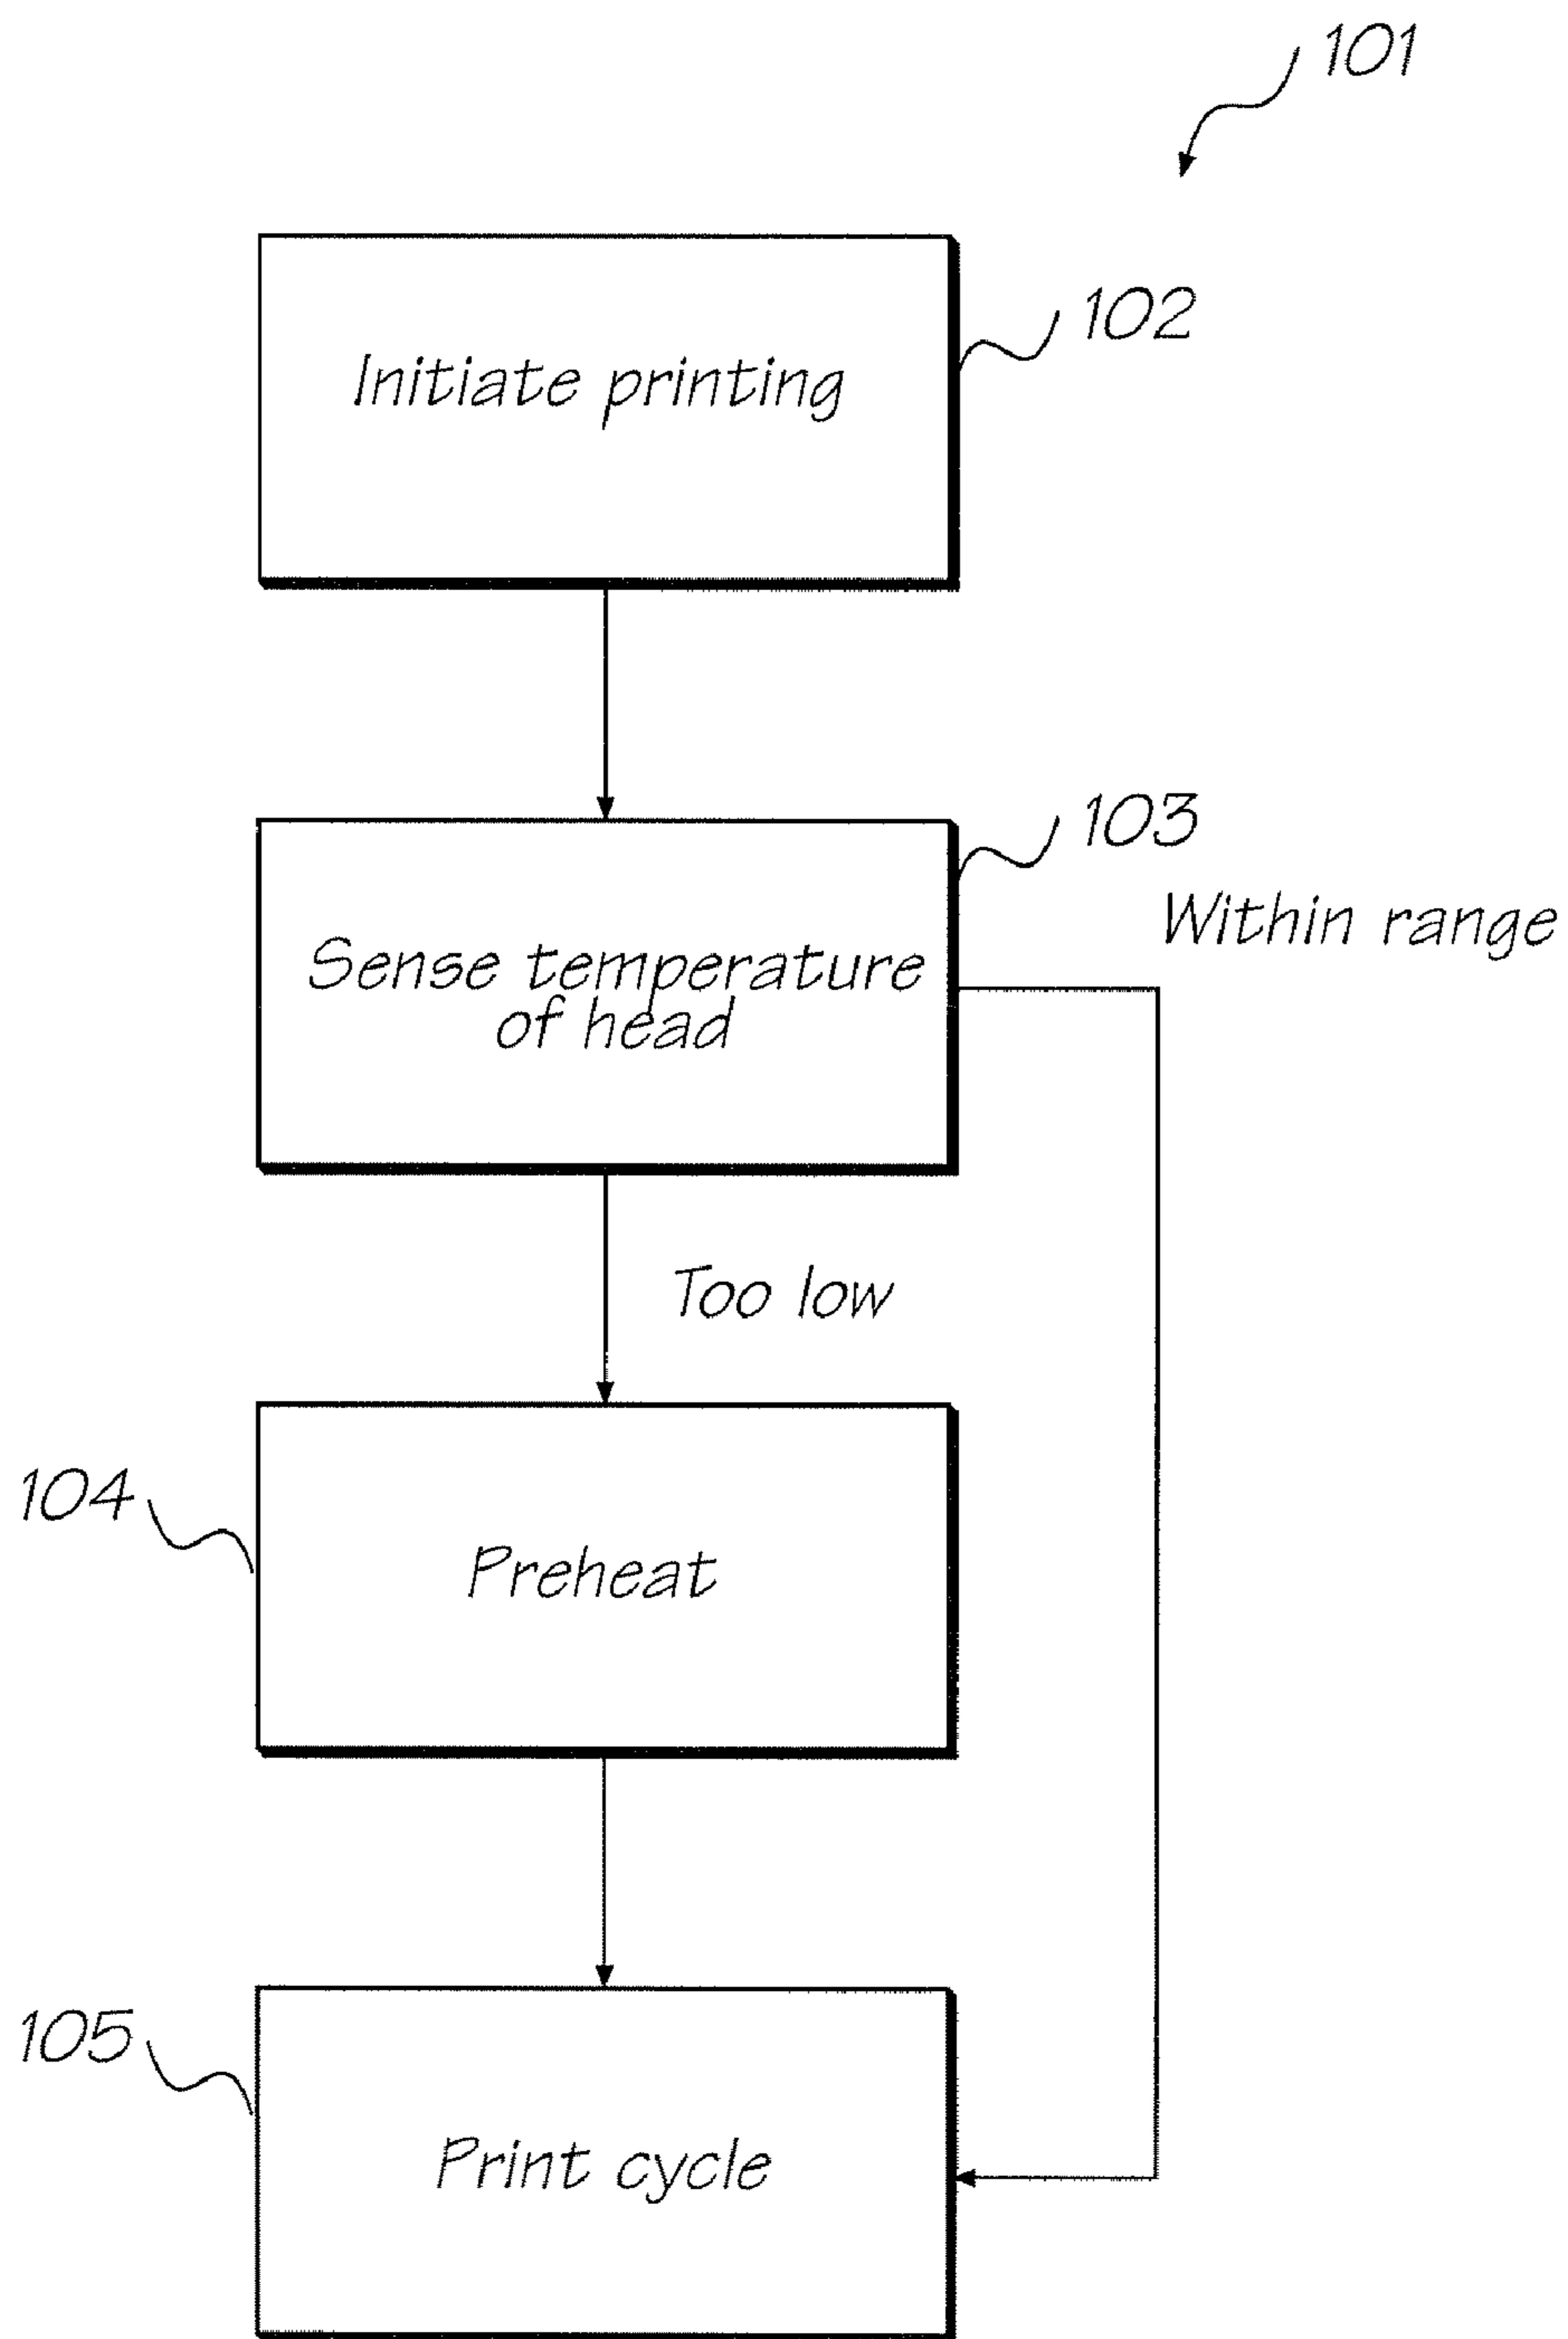 101
Initiate printing
102
103
Within range
Sense temperature
of head
Too low
104
Preheat
105
Print cycle